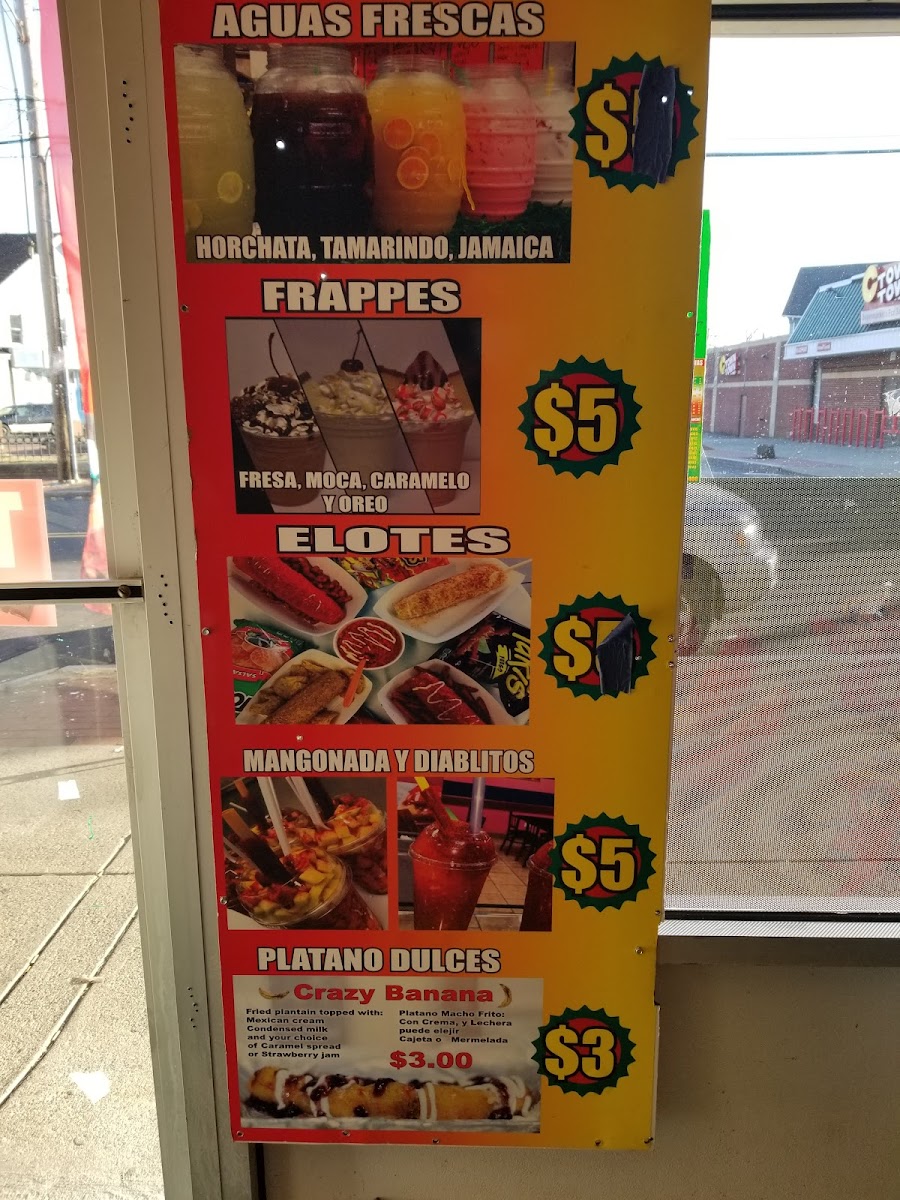 AGUAS FRESCAS
$
HORCHATA, TAMARINDO, JAMAICA
FRAPPES
$5
FRESA, MOCA, CARAMELO
Y OREO
ELOTES
$
MANGONADA Y DIABLITOS
$5
PLATANO DULCES
Crazy Banana
Fried plantain topped with:
Mexican cream
Condensed milk
and your choice
of Caramel spread
or Strawberry jam
Platano Macho Frito:
Con Crema, y Lechera
puede elejir
Cajeta o Mermelada
$3.00
$3